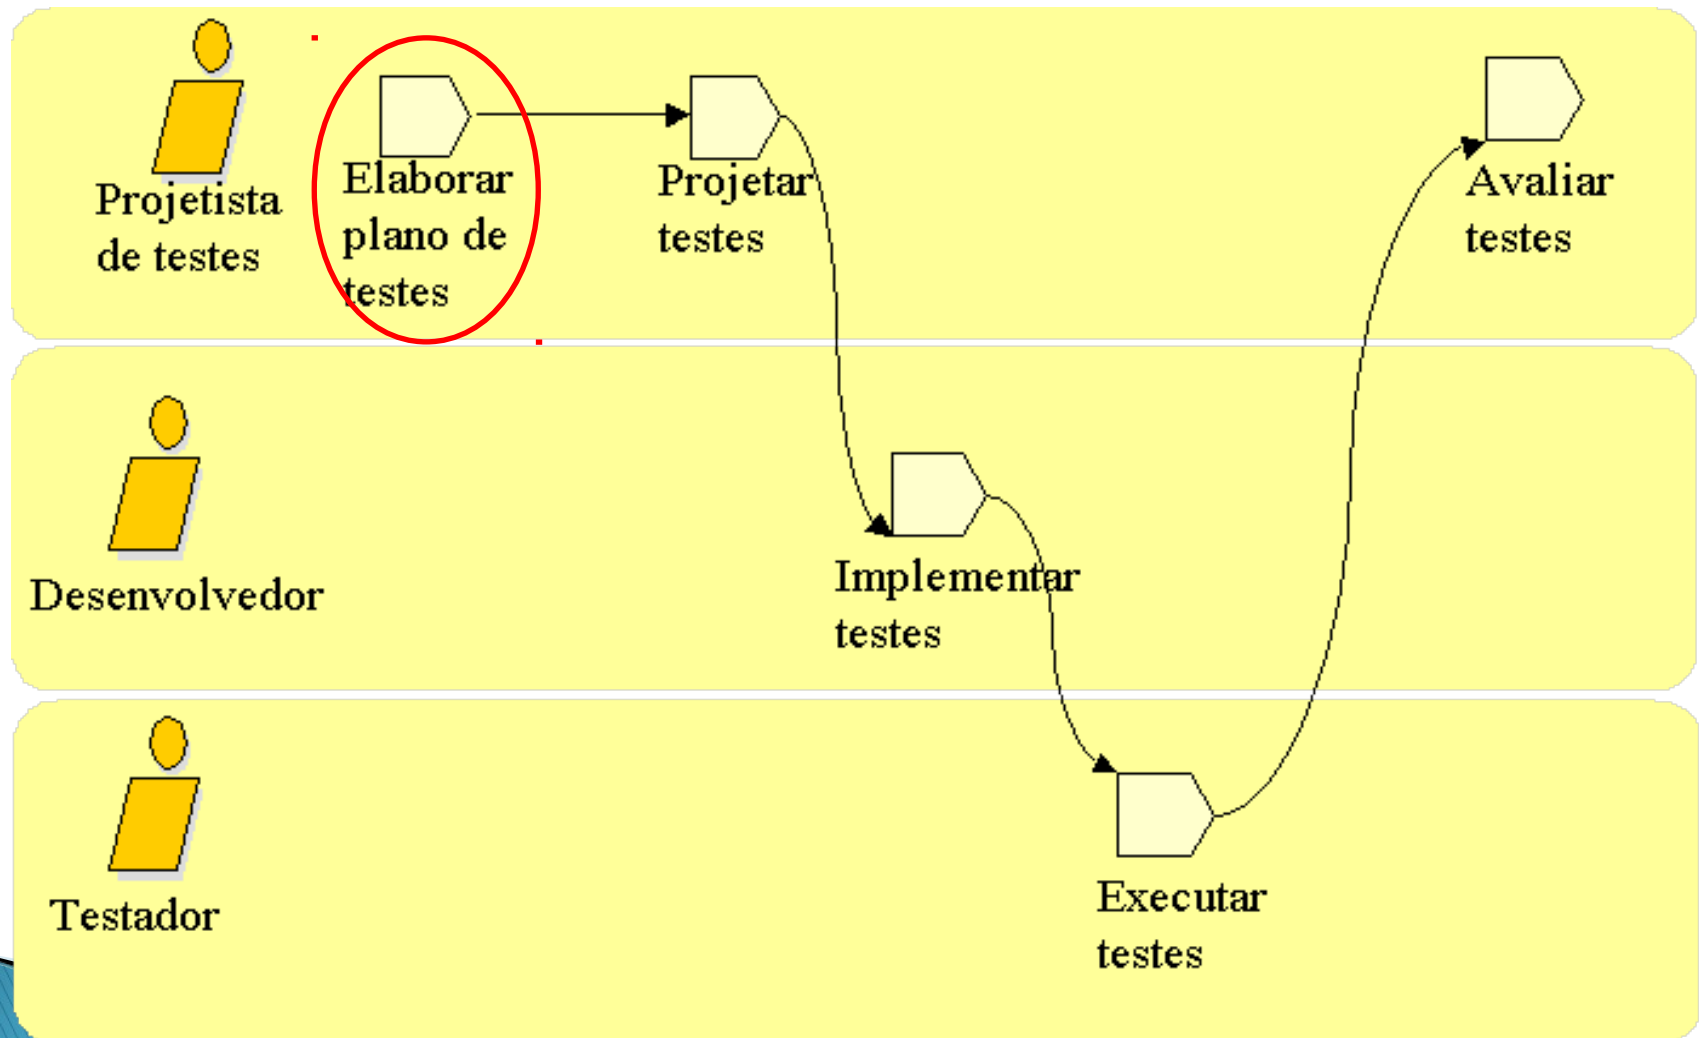 Projetista
de testes
Elaborar
plano de
testes
Projetar
testes
Avaliar
testes
Desenvolvedor
Implementar
testes
Testador
Executar
testes